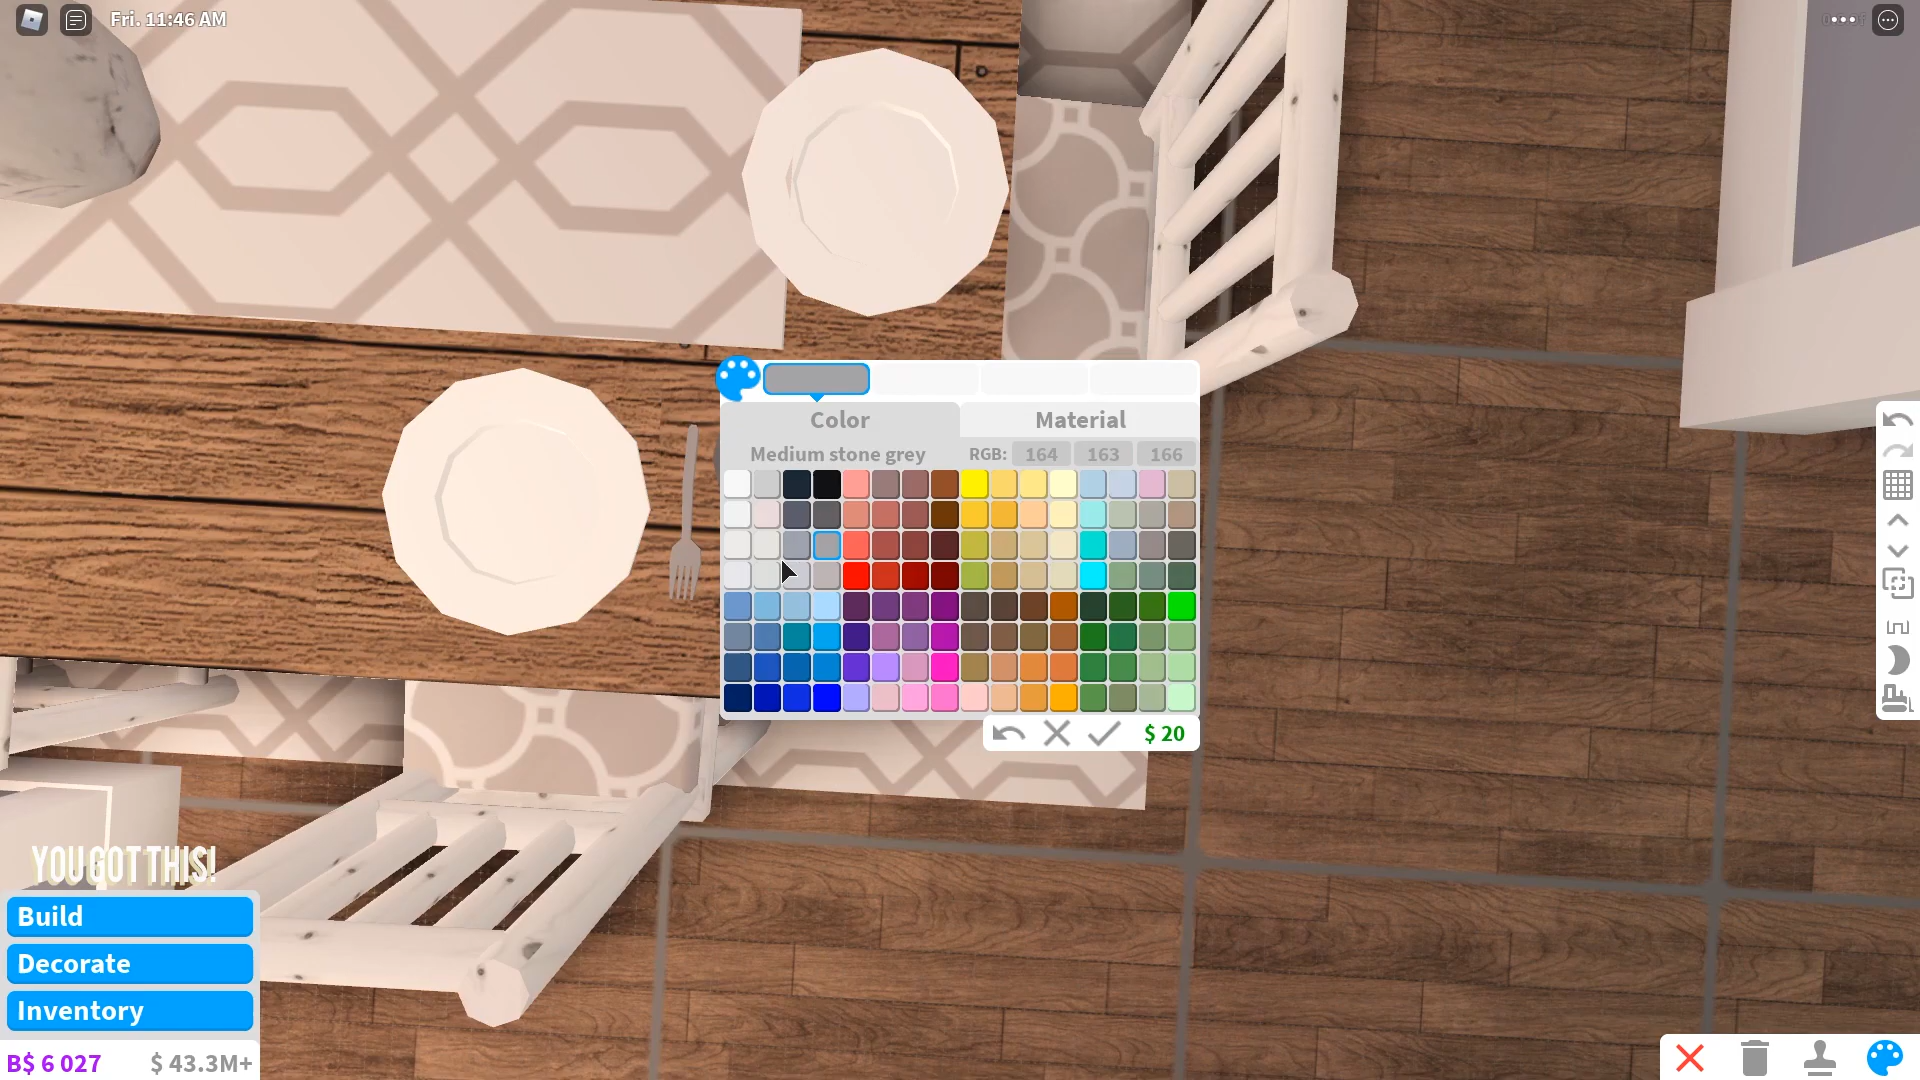 Fri. 11:46 AM
Color
Material
Medium stone grey
RGB: 164 163 166
$ 20
YOU GOT THIS!
Build
Decorate
Inventory
B$ 6 027
$ 43.3M+